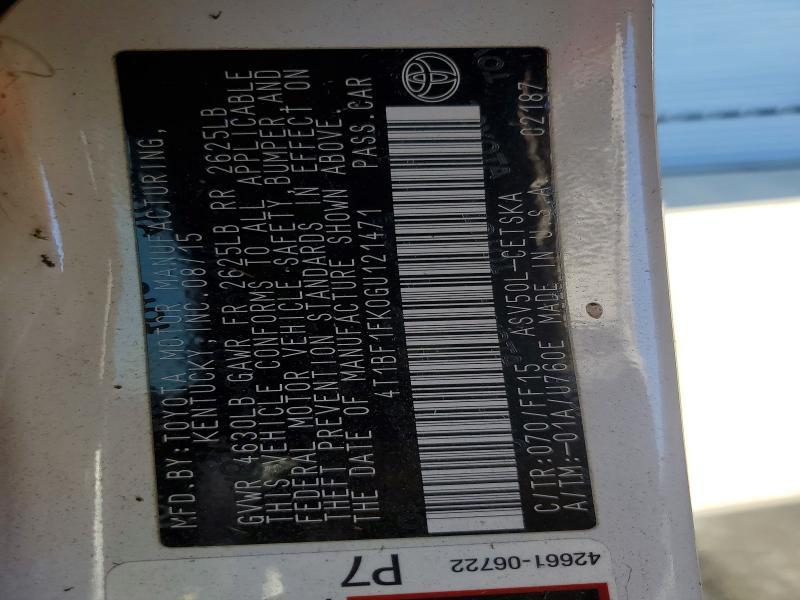 MFD.BY:TOYOTA MOTOR MANUFACTURING,
KENTUCKY, INC. 08/15
GVWR 4630LB GAWR FR 2625LB RR 2625LB
THIS VEHICLE CONFORMS TO ALL APPLICABLE
FEDERAL MOTOR VEHICLE SAFETY, BUMPER AND
THEFT PREVENTION STANDARDS IN EFFECT ON
THE DATE OF MANUFACTURE SHOWN ABOVE.
4T1BF1FK0GU121471 PASS.CAR
C/TR:070/FF15 ASV50L-CETSKA
A/TM:-01A/U760E MADE IN U.S.A. 02187
42661-06722
P7